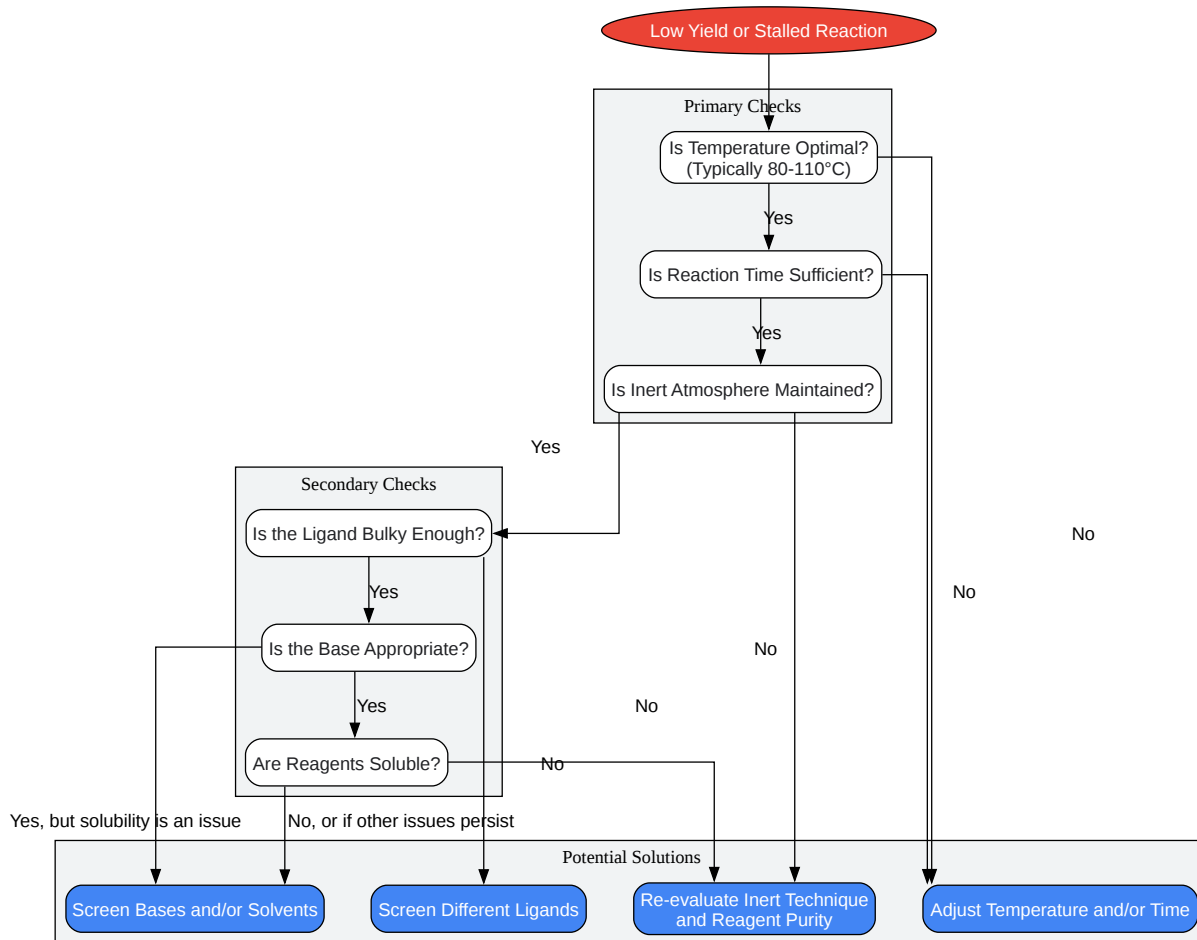 Low Yield or Stalled Reaction
Primary Checks
Is Temperature Optimal?
(Typically 80-110°C)
Yes
Is Reaction Time Sufficient?
Yes
Is Inert Atmosphere Maintained?
Yes
Secondary Checks
Is the Ligand Bulky Enough?
No
Yes
No
Is the Base Appropriate?
No
Yes
No
Are Reagents Soluble?
No
Yes, but solubility is an issue
No, or if other issues persist
Potential Solutions
Screen Bases and/or Solvents
Screen Different Ligands
Re-evaluate Inert Technique
and Reagent Purity
Adjust Temperature and/or Time